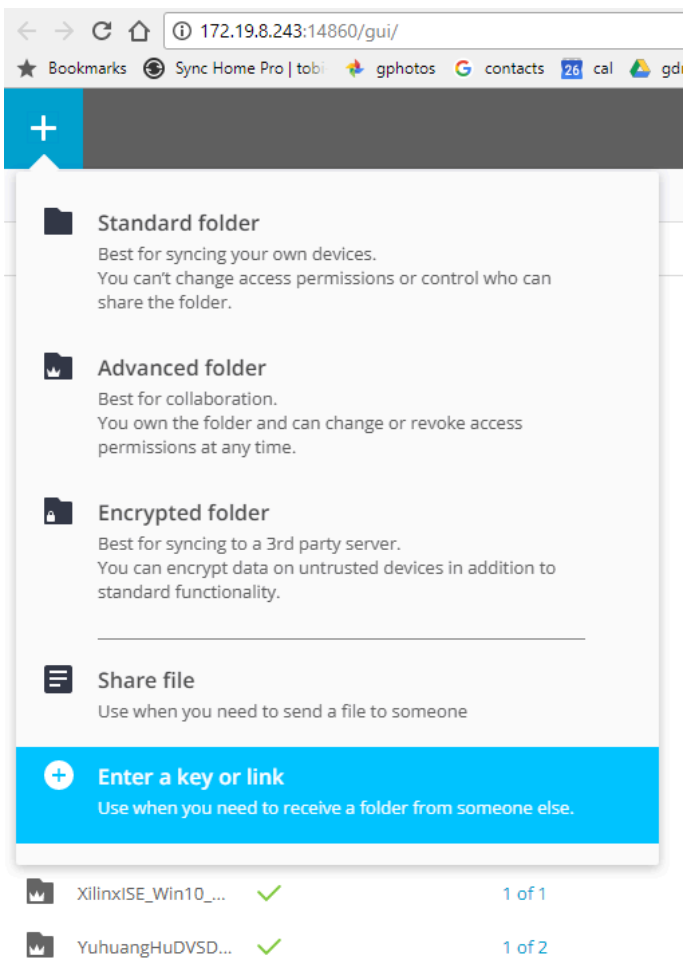 172.19.8.243:14860/gui/
Bookmarks Sync Home Pro | tobi gphotos G contacts 26 cal gdr
+
Standard folder
Best for syncing your own devices.
You can't change access permissions or control who can
share the folder.
Advanced folder
Best for collaboration.
You own the folder and can change or revoke access
permissions at any time.
Encrypted folder
Best for syncing to a 3rd party server.
You can encrypt data on untrusted devices in addition to
standard functionality.
Share file
Use when you need to send a file to someone
Enter a key or link
Use when you need to receive a folder from someone else.
XilinxISE_Win10_... 1 of 1
YuhuangHuDVSD... 1 of 2